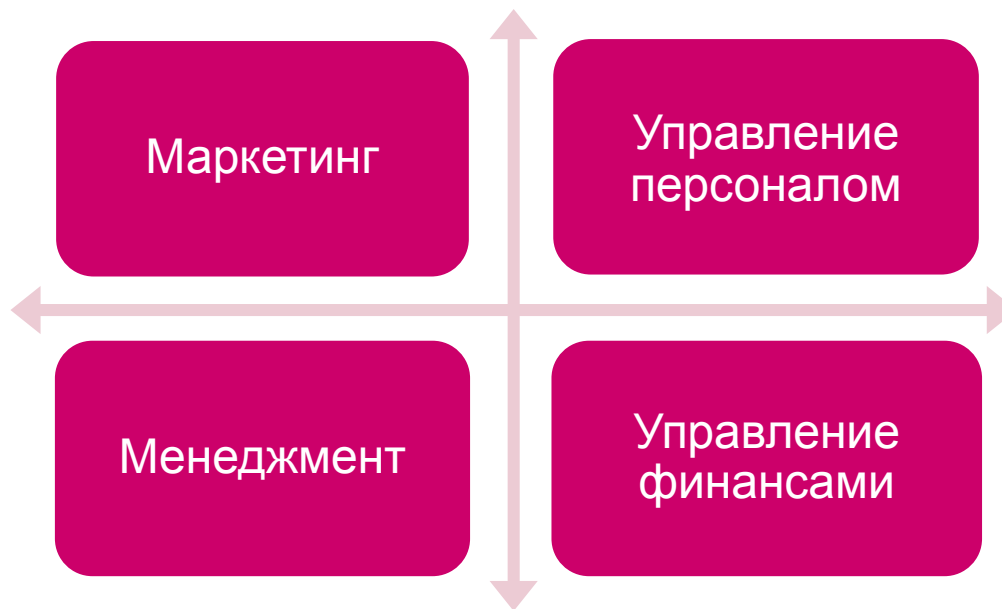 Маркетинг
Управление
персоналом
Менеджмент
Управление
финансами